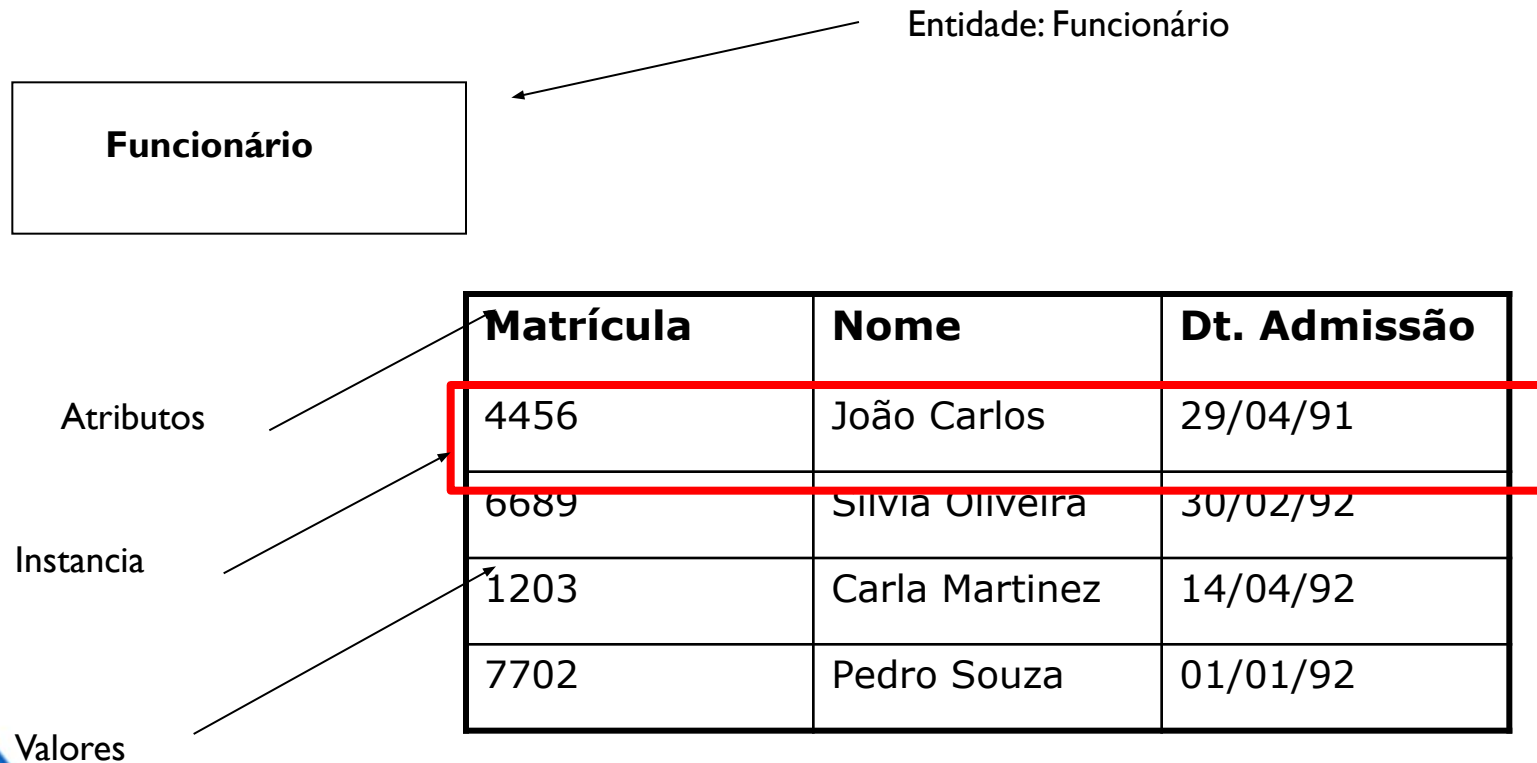 Entidade: Funcionário
Funcionário
Matrícula Nome Dt. Admissão
Atributos
4456 João Carlos 29/04/91
6689 Silvia Oliveira 30/02/92
Instancia
1203 Carla Martinez 14/04/92
7702 Pedro Souza 01/01/92
Valores